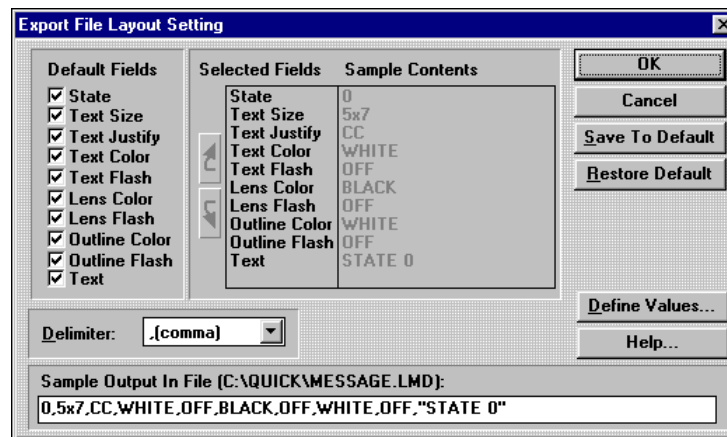 Export File Layout Setting
Default Fields
State
Text Size
Text Justify
Text Color
Text Flash
Lens Color
Lens Flash
Outline Color
Outline Flash
Text
Selected Fields Sample Contents
State 0
Text Size 5x7
Text Justify CC
Text Color WHITE
Text Flash OFF
Lens Color BLACK
Lens Flash OFF
Outline Color WHITE
Outline Flash OFF
Text STATE 0
OK
Cancel
Save To Default
Restore Default
Define Values...
Help...
Delimiter: ,(comma)
Sample Output In File (C:\QUICK\MESSAGE.LMD):
0,5x7,CC,WHITE,OFF,BLACK,OFF,WHITE,OFF,"STATE 0"